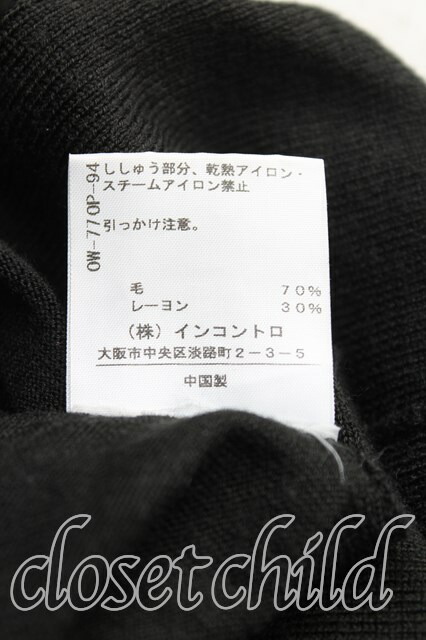 OW-770P-94
ししゅう部分、乾熱アイロン・
スチームアイロン禁止
引っかけ注意。
毛 70%
レーヨン 30%
(株)インコントロ
大阪市中央区淡路町2-3-5
中国製
closetchild